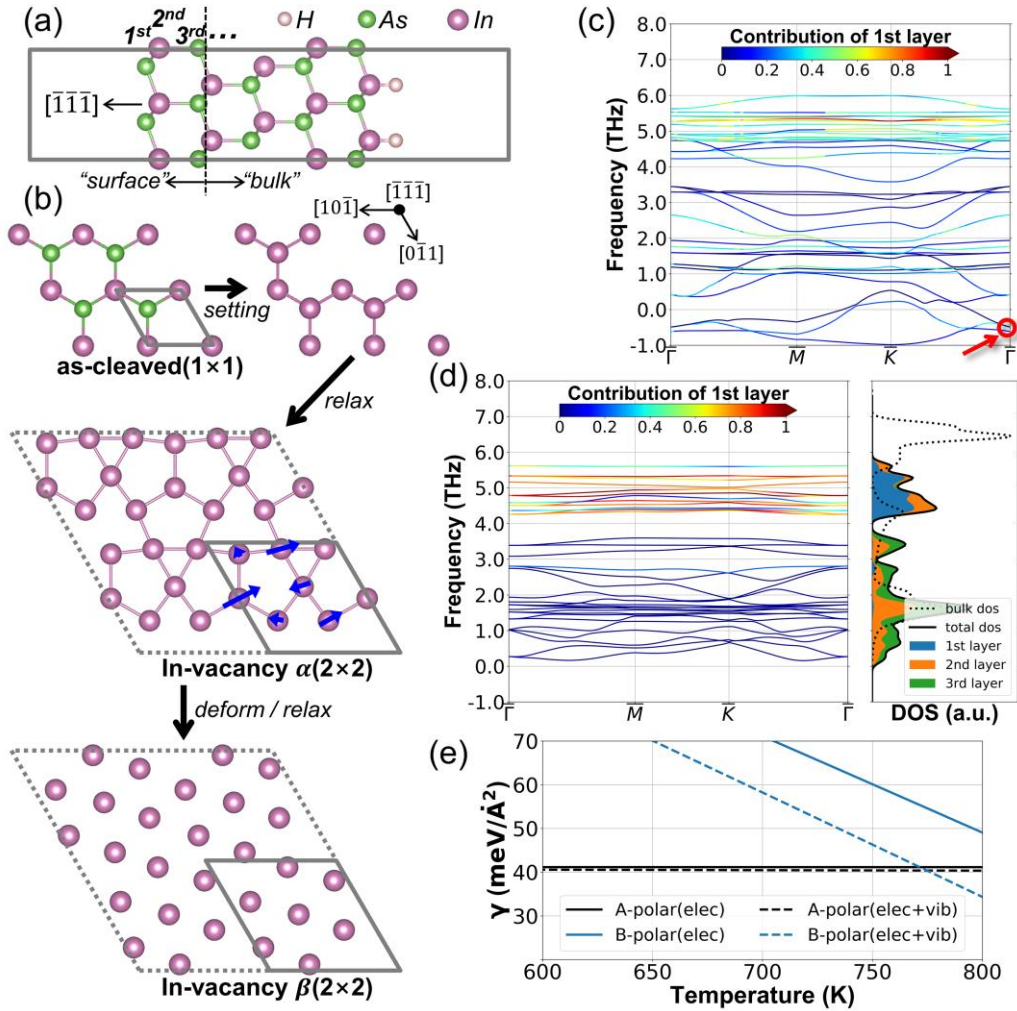 (a)
1st 2nd 3rd ...
H As In
[1̅1̅1̅]
"surface" "bulk"
(b)
[1̅1̅1̅]
[101̅]
[01̅1]
setting
as-cleaved(1×1)
relax
In-vacancy α(2×2)
deform / relax
In-vacancy β(2×2)
(c)
Contribution of 1st layer
0 0.2 0.4 0.6 0.8 1
Frequency (THz)
8.0
7.0
6.0
5.0
4.0
3.0
2.0
1.0
0.0
-1.0
Γ̅ M̅ K̅ Γ̅
(d)
Contribution of 1st layer
0 0.2 0.4 0.6 0.8 1
Frequency (THz)
8.0
7.0
6.0
5.0
4.0
3.0
2.0
1.0
0.0
-1.0
Γ̅ M̅ K̅ Γ̅
bulk dos
total dos
1st layer
2nd layer
3rd layer
DOS (a.u.)
(e)
γ (meV/Å²)
70
60
50
40
30
A-polar(elec) A-polar(elec+vib)
B-polar(elec) B-polar(elec+vib)
600 650 700 750 800
Temperature (K)